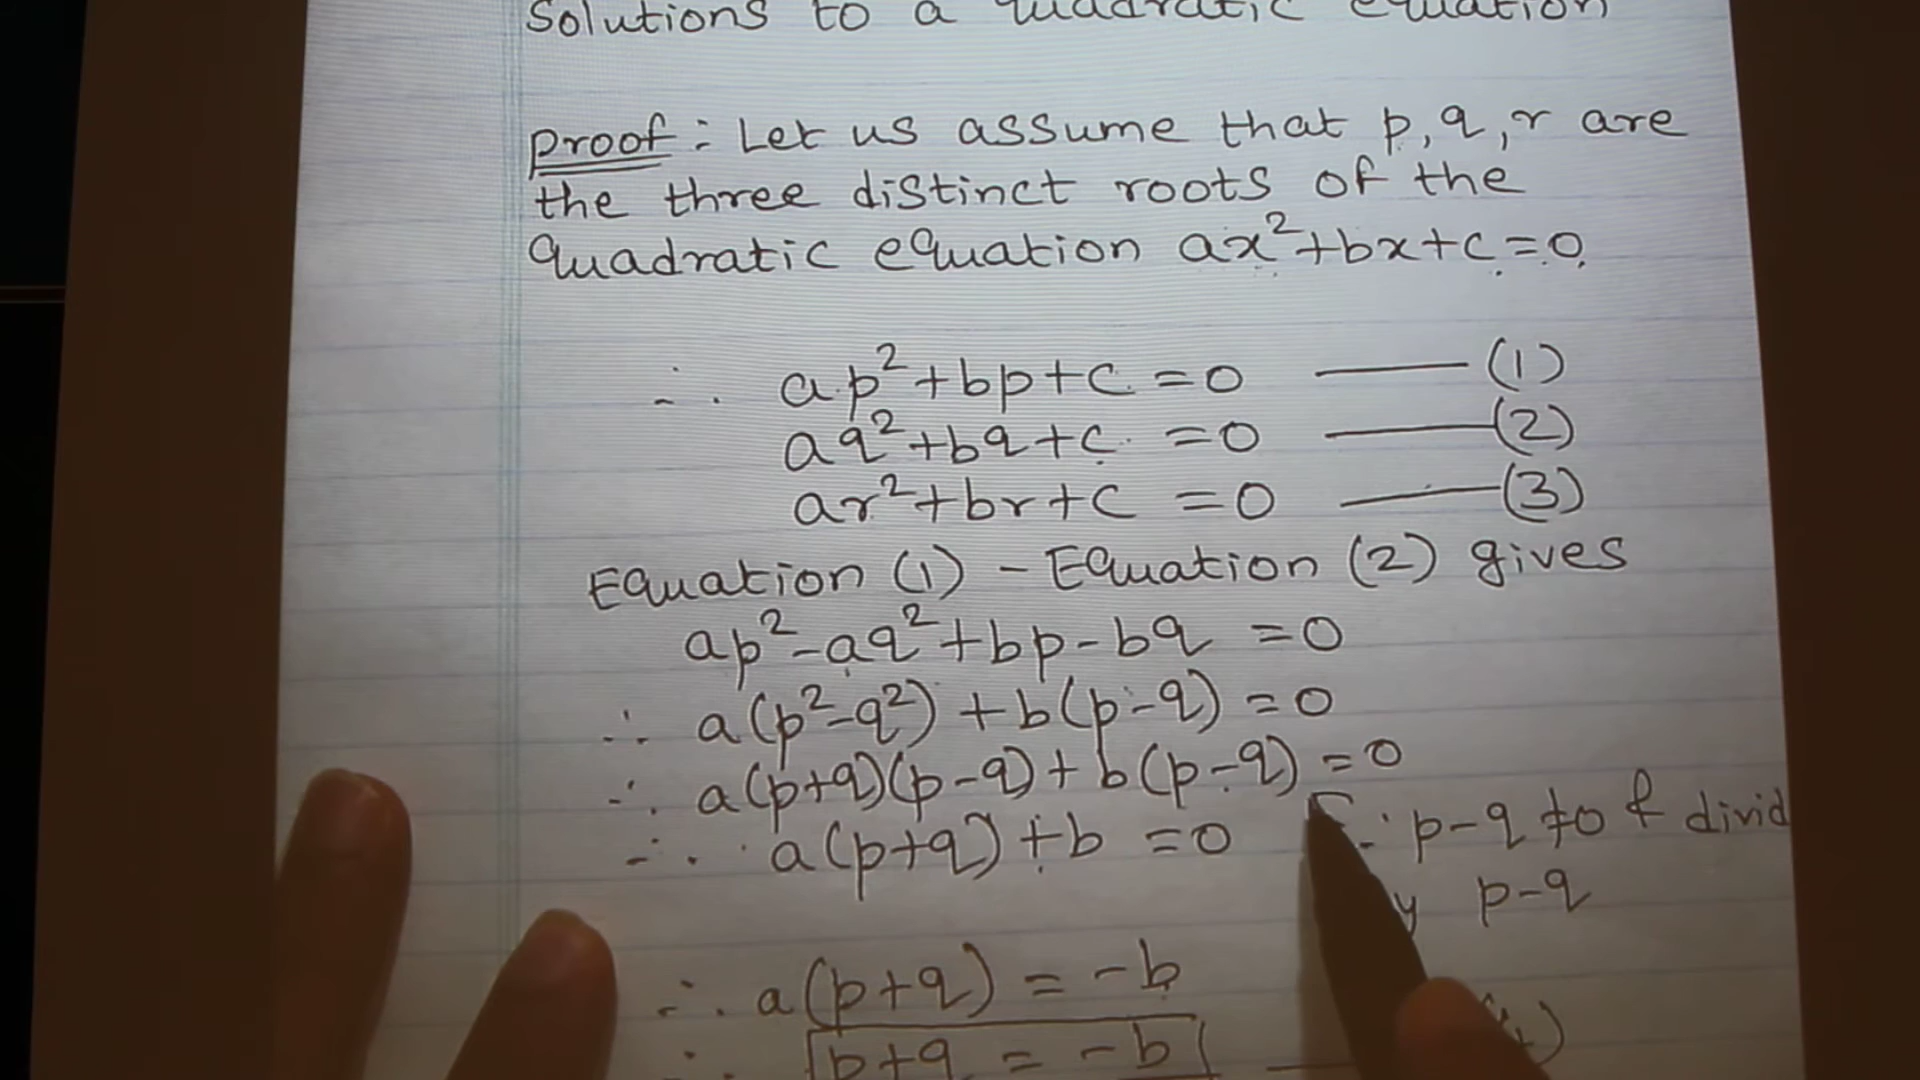 Solutions to a quadratic equation
Proof:- Let us assume that p, q, r are
the three distinct roots of the
quadratic equation ax²+bx+c=0
∴ ap²+bp+c=0 —— (1)
aq²+bq+c=0 —— (2)
ar²+br+c=0 —— (3)
Equation (1) - Equation (2) gives
ap²-aq²+bp-bq=0
∴ a(p²-q²)+b(p-q)=0
∴ a(p+q)(p-q)+b(p-q)=0
∴ a(p+q)+b=0 ∵ p-q≠0 & divid
y p-q
∴ a(p+q)=-b
∴ p+q=-b